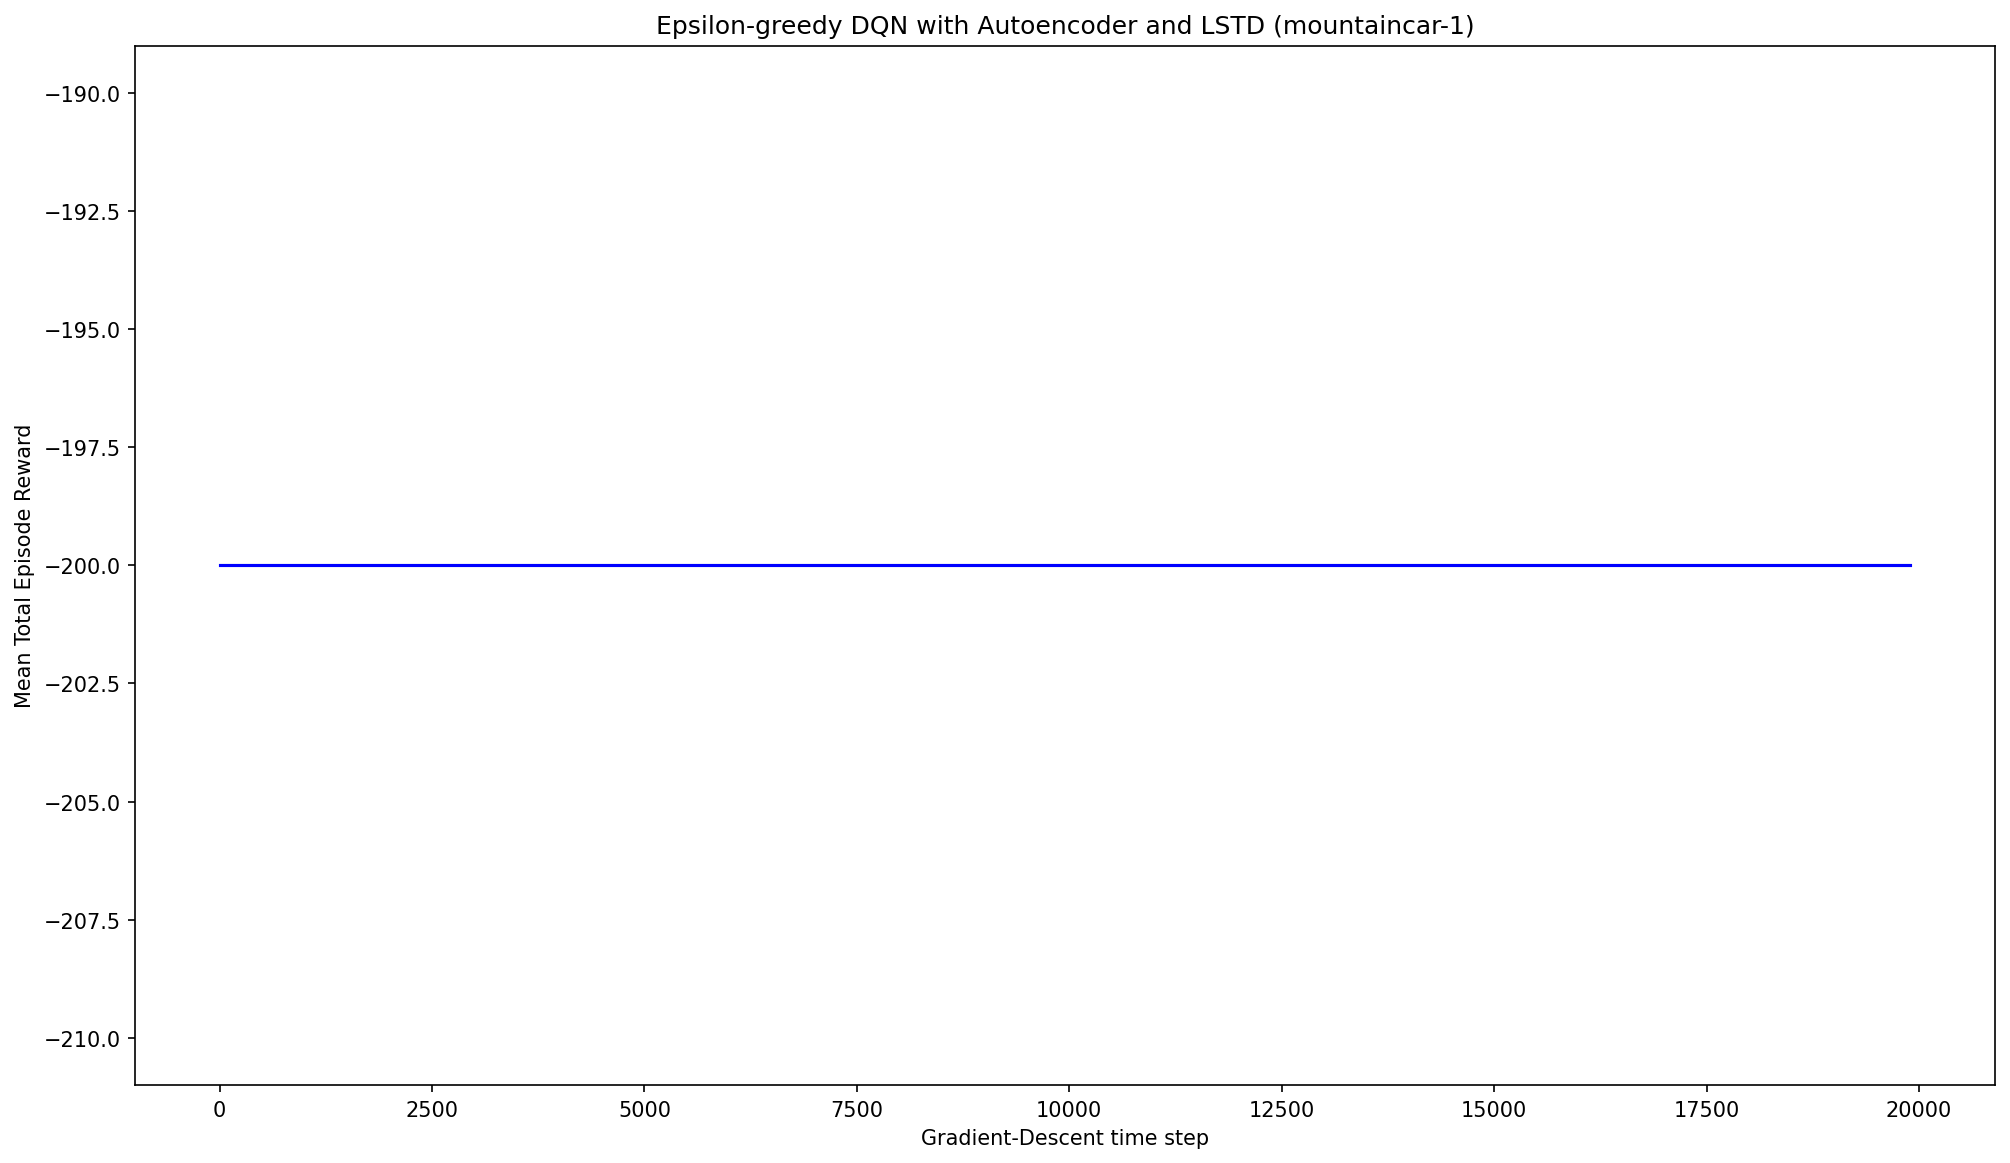 Epsilon-greedy DQN with Autoencoder and LSTD (mountaincar-1)
Mean Total Episode Reward
−190.0
−192.5
−195.0
−197.5
−200.0
−202.5
−205.0
−207.5
−210.0
0 2500 5000 7500 10000 12500 15000 17500 20000
Gradient-Descent time step